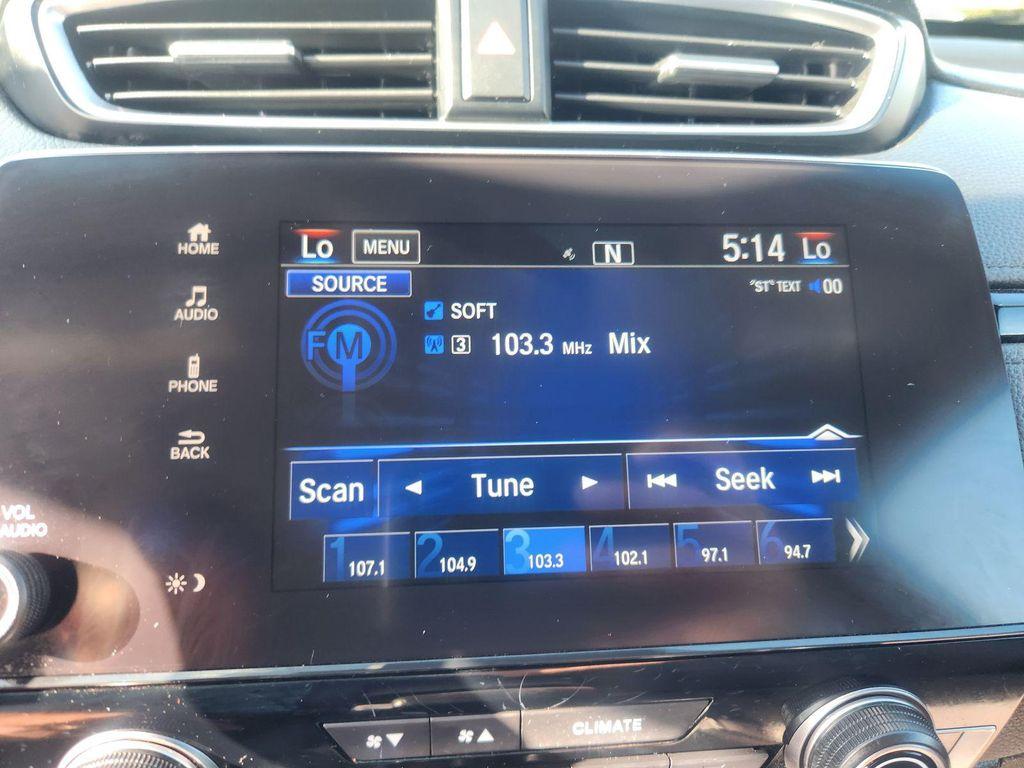 HOME
AUDIO
PHONE
BACK
VOL
AUDIO
Lo MENU N 5:14 Lo
SOURCE "ST" TEXT 00
FM SOFT
3 103.3 MHz Mix
Scan Tune Seek
1 107.1 2 104.9 3 103.3 4 102.1 5 97.1 6 94.7
CLIMATE